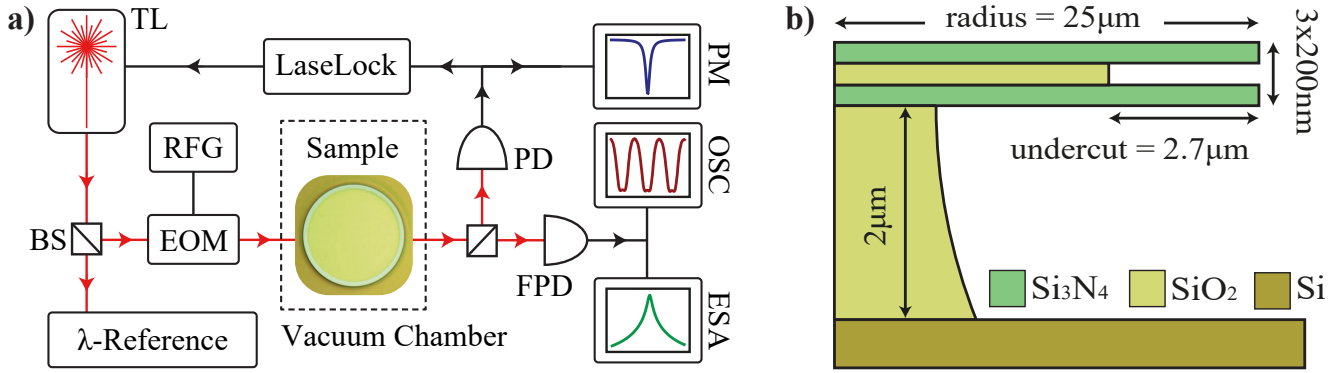 a)
TL
LaseLock
PM
RFG
Sample
PD
OSC
BS
EOM
FPD
λ-Reference
Vacuum Chamber
ESA
b)
radius = 25μm
3x200nm
undercut = 2.7μm
2μm
Si₃N₄
SiO₂
Si